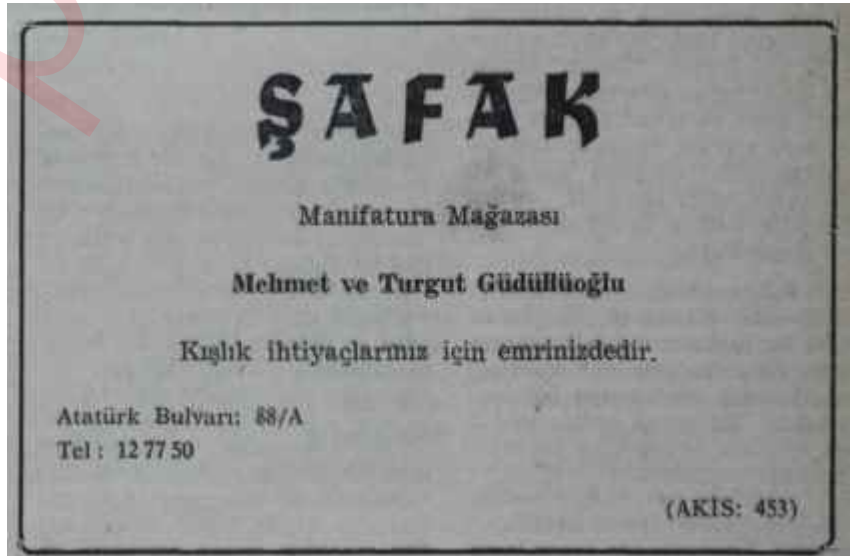 ŞAFAK
Manifatura Mağazası
Mehmet ve Turgut Güdüllüoğlu
Kışlık ihtiyaçlarınız için emrinizdedir.
Atatürk Bulvarı: 88/A
Tel : 12 77 50
(AKİS: 453)